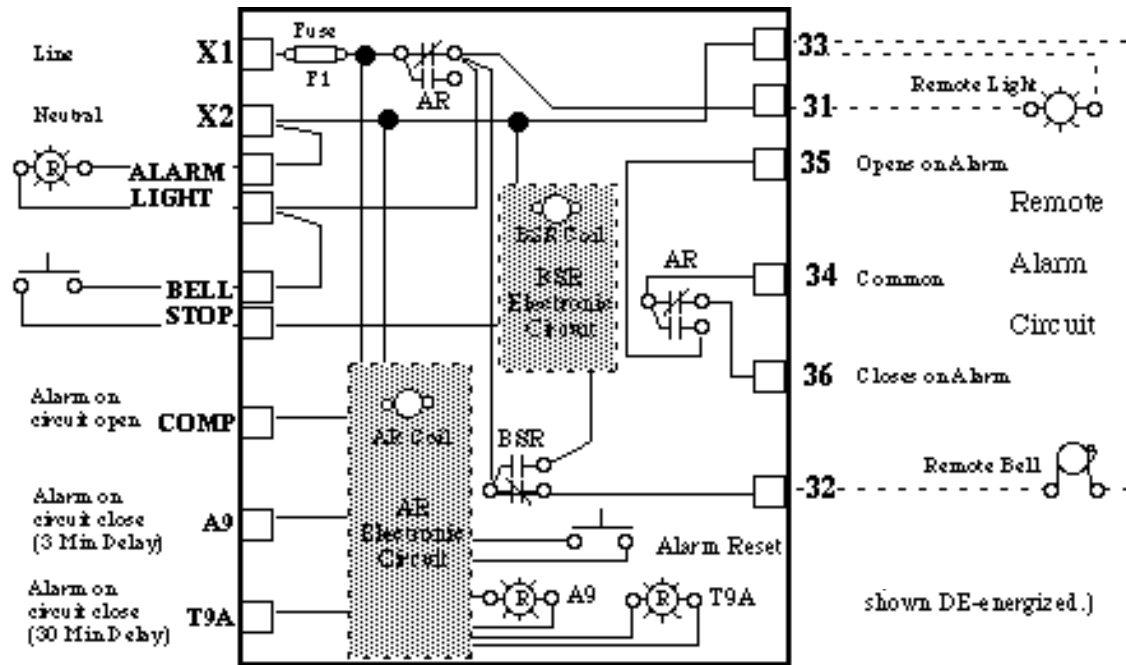 Line
X1
Fuse
F1
AR
33
Remote Light
31
Neutral
X2
R
ALARM
LIGHT
35 Opens on Alarm
Remote
BSR Coil
BSR
Electronic
Circuit
AR
34 Common
Alarm
BELL
STOP
Circuit
36 Closes on Alarm
Alarm on
circuit open
COMP
AR Coil
BSR
Remote Bell
32
Alarm on
circuit close
(3 Min Delay)
A9
AR
Electronic
Circuit
Alarm Reset
Alarm on
circuit close
(30 Min Delay)
T9A
R
A9
R
T9A
shown DE-energized.)